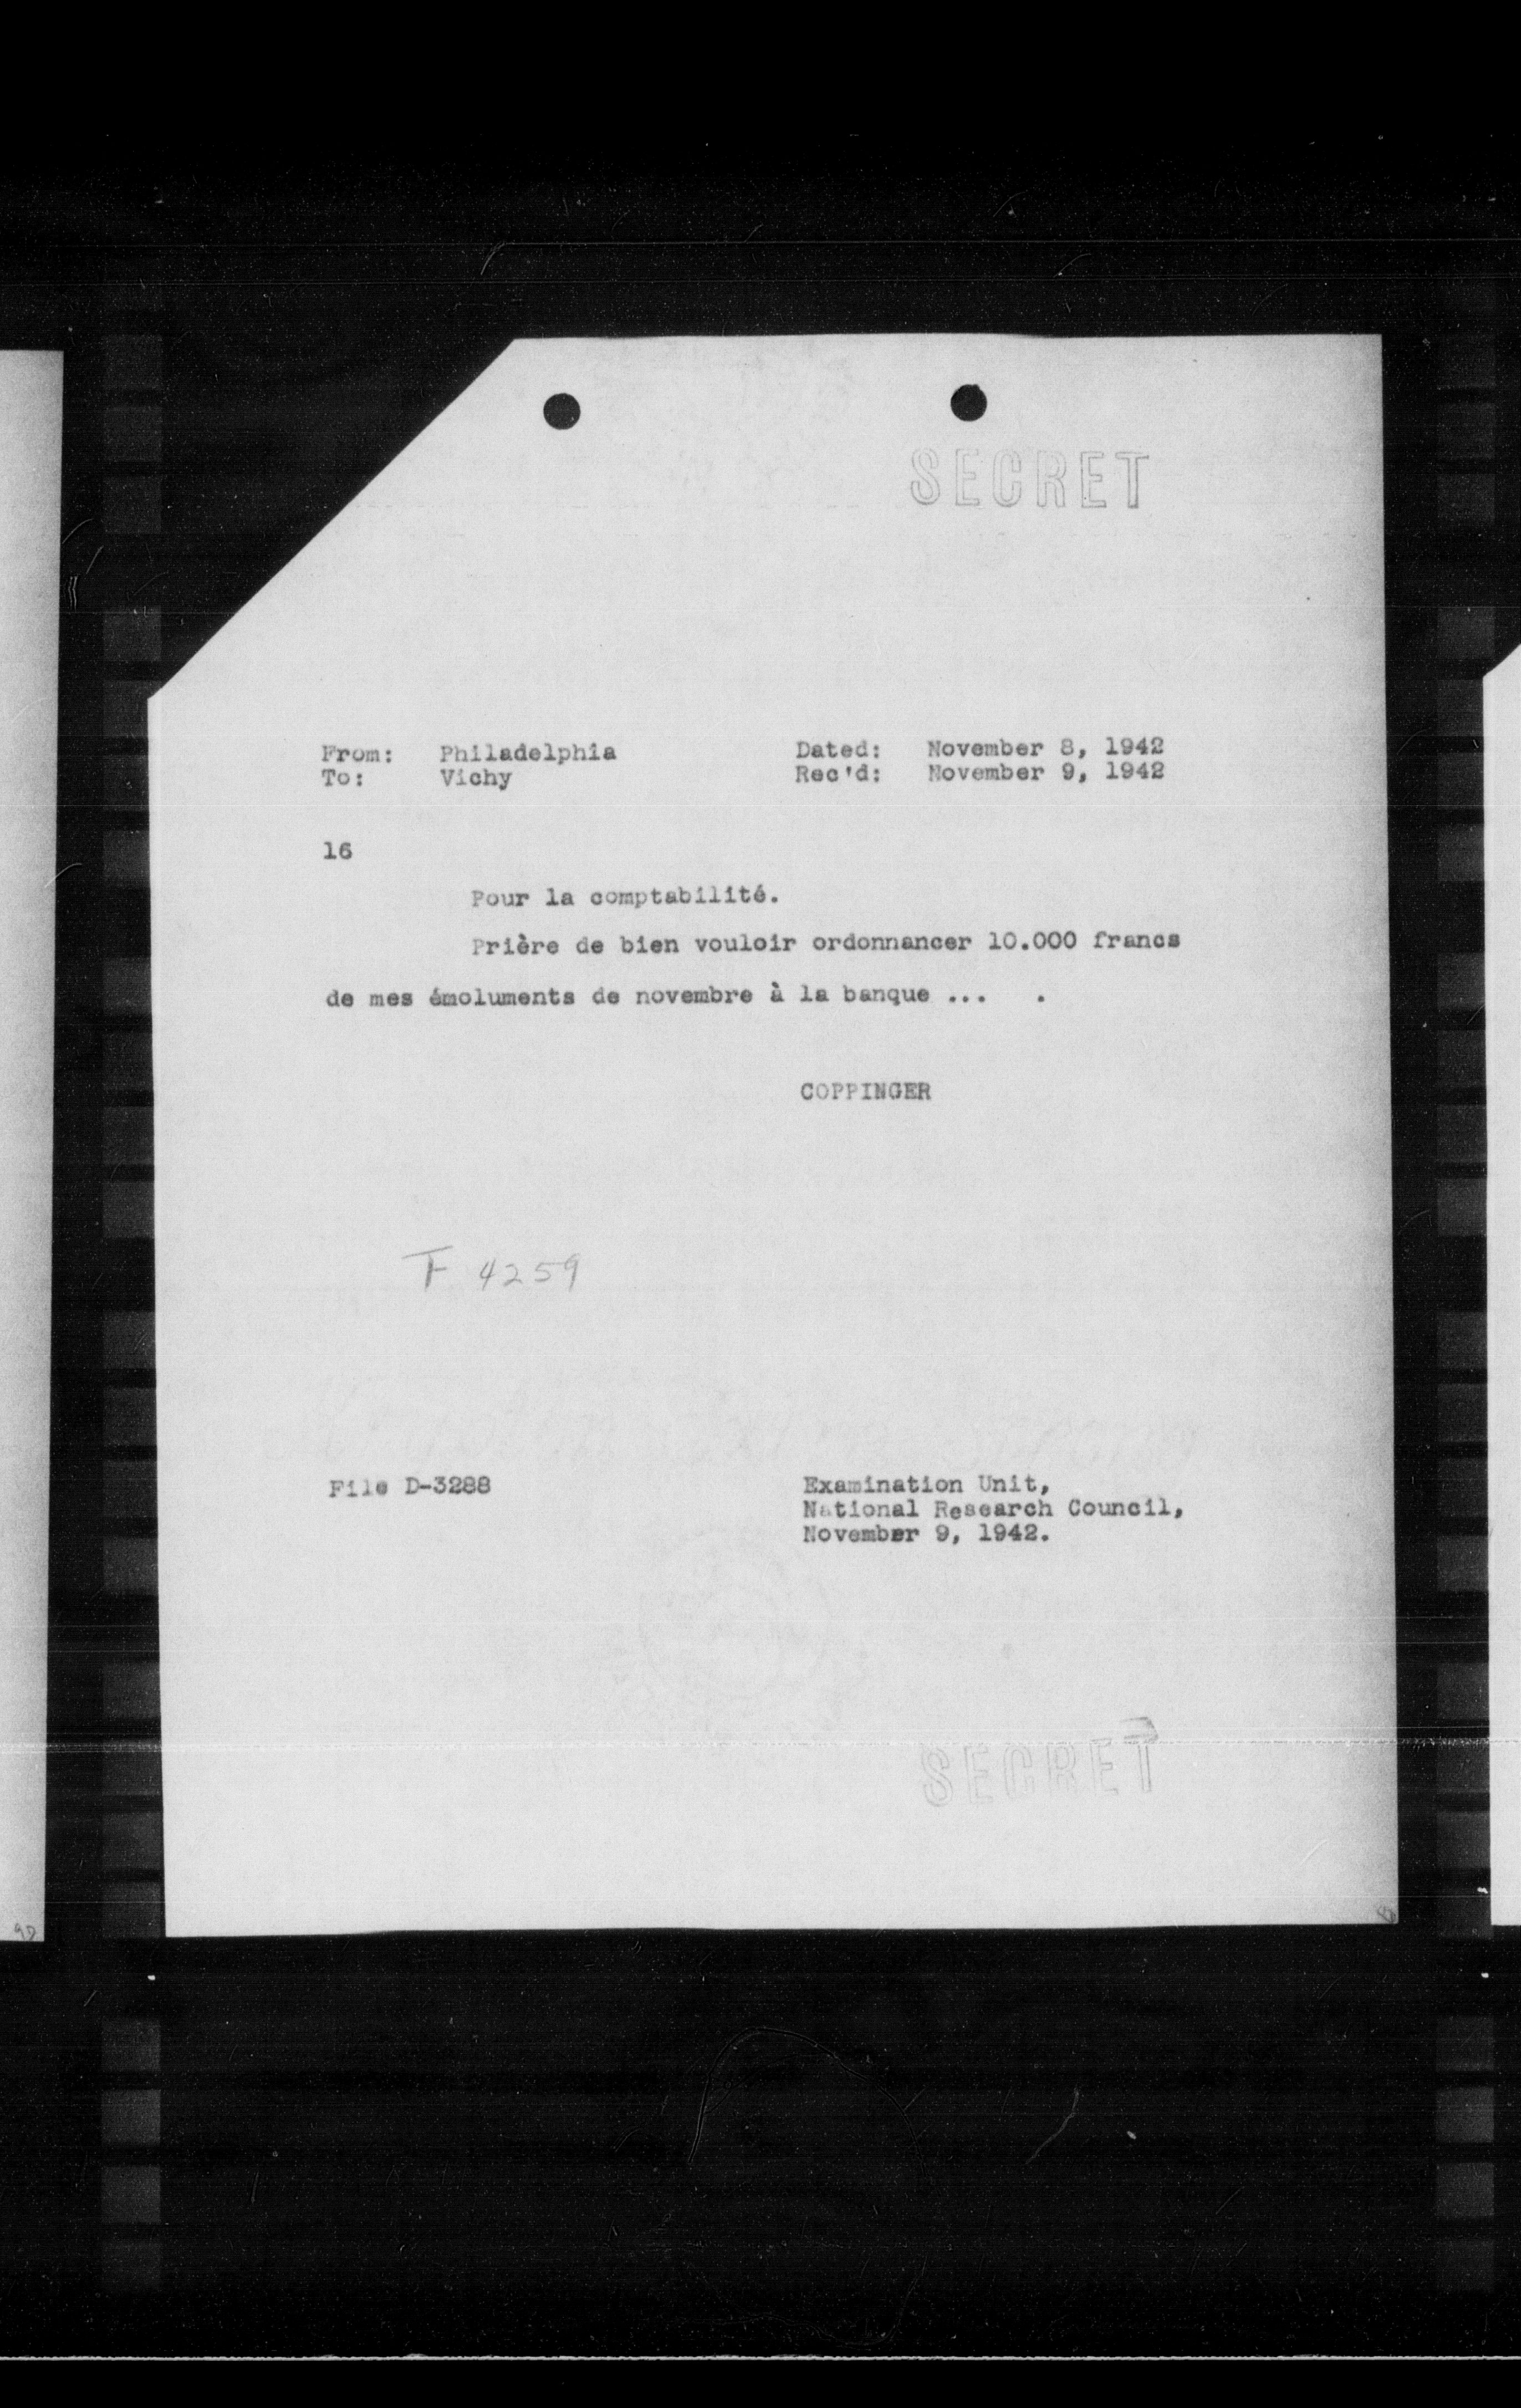 SECRET
From: Philadelphia Dated: November 8, 1942
To: Vichy Rec'd: November 9, 1942
16
Pour la comptabilité.
Prière de bien vouloir ordonnancer 10.000 francs
de mes émoluments de novembre à la banque ... .
COPPINGER
F 4259
File D-3288
Examination Unit,
National Research Council,
November 9, 1942.
SECRET